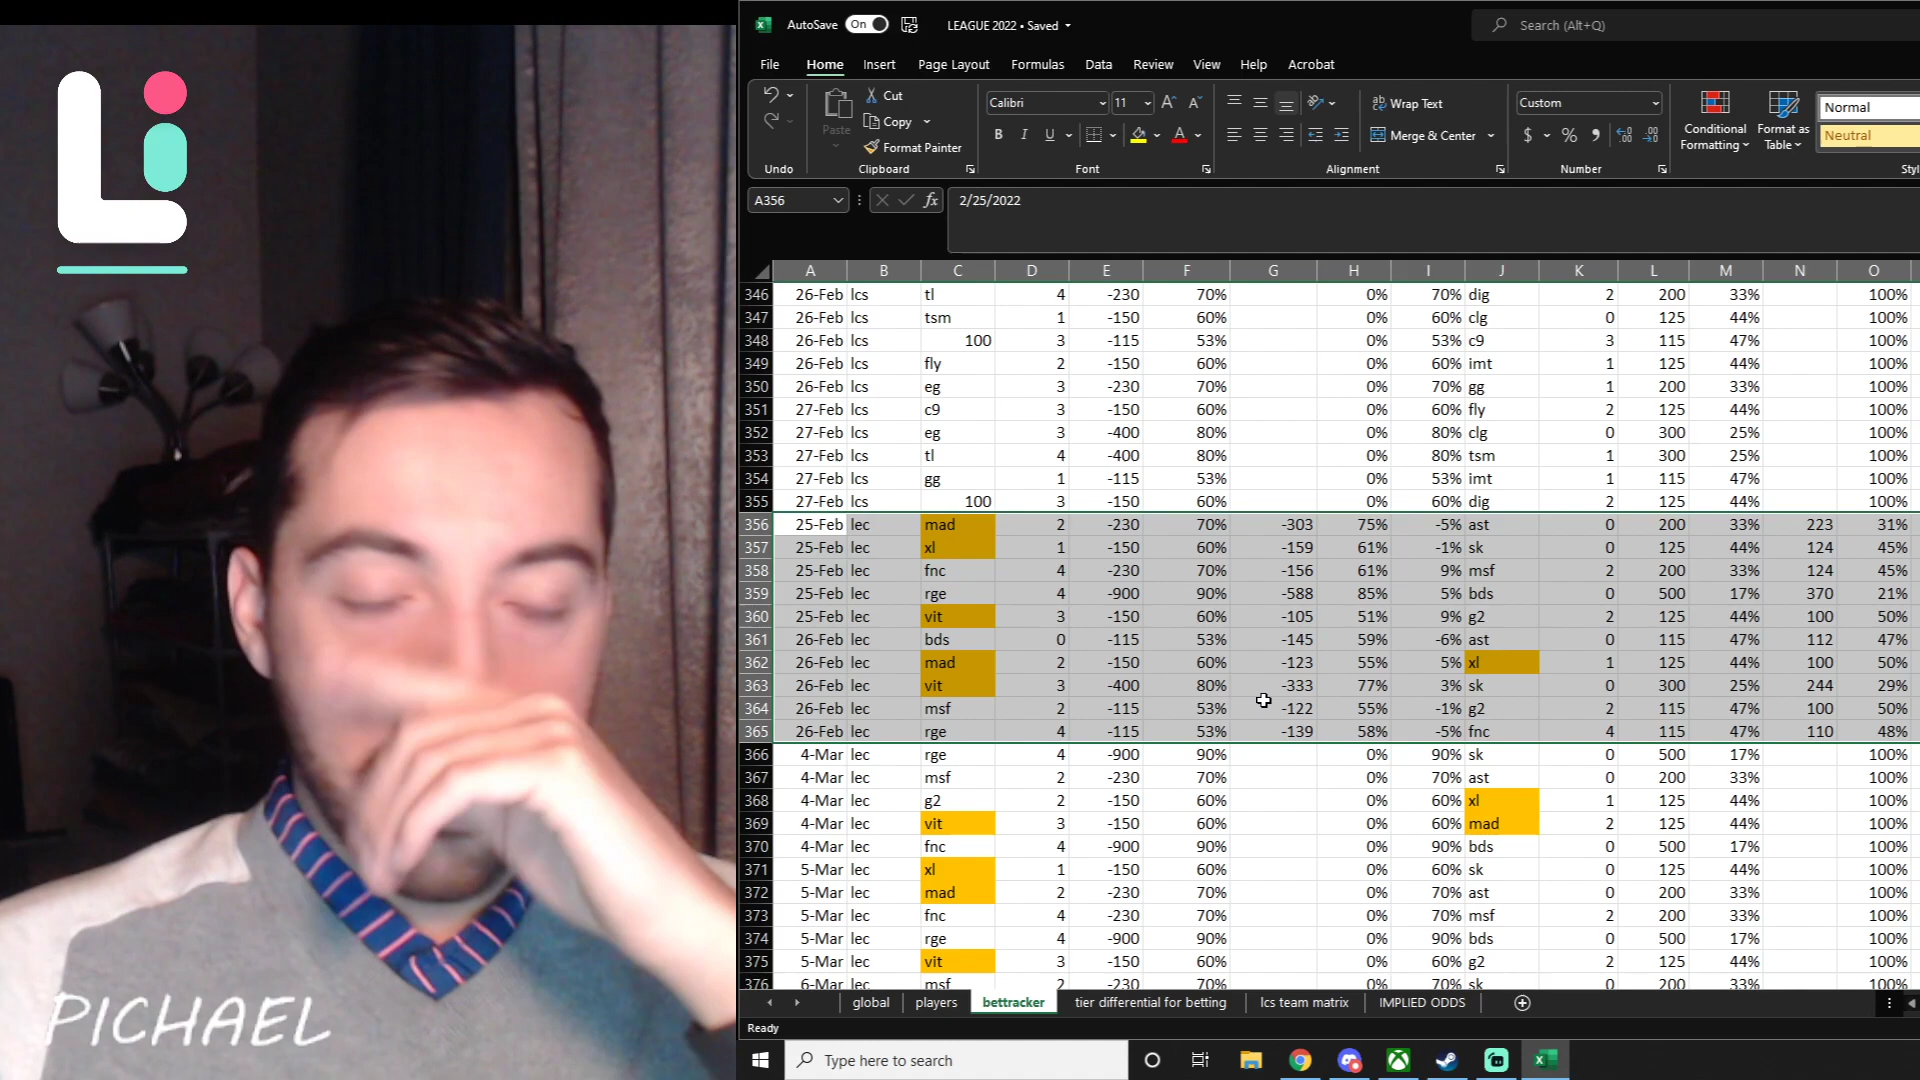 PICHAEL
AutoSave On LEAGUE 2022 • Saved Search (Alt+Q)
File Home Insert Page Layout Formulas Data Review View Help Acrobat
Cut
Copy
Format Painter
Paste
Undo Clipboard
Calibri 11
B I U
Font
Wrap Text
Merge & Center
Alignment
Custom
$ %
Number
Conditional Formatting
Format as Table
Normal
Neutral
A356 fx 2/25/2022
A B C D E F G H I J K L M N O
346 26-Feb lcs tl 4 -230 70% 0% 70% dig 2 200 33% 100%
347 26-Feb lcs tsm 1 -150 60% 0% 60% clg 0 125 44% 100%
348 26-Feb lcs 100 3 -115 53% 0% 53% c9 3 115 47% 100%
349 26-Feb lcs fly 2 -150 60% 0% 60% imt 1 125 44% 100%
350 26-Feb lcs eg 3 -230 70% 0% 70% gg 1 200 33% 100%
351 27-Feb lcs c9 3 -150 60% 0% 60% fly 2 125 44% 100%
352 27-Feb lcs eg 3 -400 80% 0% 80% clg 0 300 25% 100%
353 27-Feb lcs tl 4 -400 80% 0% 80% tsm 1 300 25% 100%
354 27-Feb lcs gg 1 -115 53% 0% 53% imt 1 115 47% 100%
355 27-Feb lcs 100 3 -150 60% 0% 60% dig 2 125 44% 100%
356 25-Feb lec mad 2 -230 70% -303 75% -5% ast 0 200 33% 223 31%
357 25-Feb lec xl 1 -150 60% -159 61% -1% sk 0 125 44% 124 45%
358 25-Feb lec fnc 4 -230 70% -156 61% 9% msf 2 200 33% 124 45%
359 25-Feb lec rge 4 -900 90% -588 85% 5% bds 0 500 17% 370 21%
360 25-Feb lec vit 3 -150 60% -105 51% 9% g2 2 125 44% 100 50%
361 26-Feb lec bds 0 -115 53% -145 59% -6% ast 0 115 47% 112 47%
362 26-Feb lec mad 2 -150 60% -123 55% 5% xl 1 125 44% 100 50%
363 26-Feb lec vit 3 -400 80% -333 77% 3% sk 0 300 25% 244 29%
364 26-Feb lec msf 2 -115 53% -122 55% -1% g2 2 115 47% 100 50%
365 26-Feb lec rge 4 -115 53% -139 58% -5% fnc 4 115 47% 110 48%
366 4-Mar lec rge 4 -900 90% 0% 90% sk 0 500 17% 100%
367 4-Mar lec msf 2 -230 70% 0% 70% ast 0 200 33% 100%
368 4-Mar lec g2 2 -150 60% 0% 60% xl 1 125 44% 100%
369 4-Mar lec vit 3 -150 60% 0% 60% mad 2 125 44% 100%
370 4-Mar lec fnc 4 -900 90% 0% 90% bds 0 500 17% 100%
371 5-Mar lec xl 1 -150 60% 0% 60% sk 0 125 44% 100%
372 5-Mar lec mad 2 -230 70% 0% 70% ast 0 200 33% 100%
373 5-Mar lec fnc 4 -230 70% 0% 70% msf 2 200 33% 100%
374 5-Mar lec rge 4 -900 90% 0% 90% bds 0 500 17% 100%
375 5-Mar lec vit 3 -150 60% 0% 60% g2 2 125 44% 100%
376 6-Mar lec msf 2 -230 70% 0% 70% sk 0 200 33% 100%
global players bettracker tier differential for betting lcs team matrix IMPLIED ODDS
Ready
Type here to search